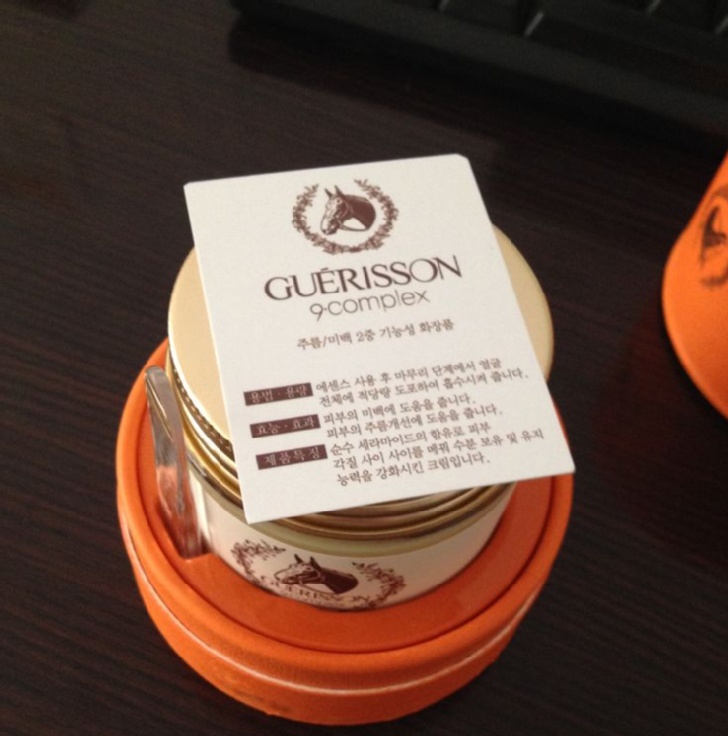 GUÉRISSON
9·complex
주름/미백 2중 기능성 화장품
용법 · 용량 에센스 사용 후 마무리 단계에서 얼굴
전체에 적당량 도포하여 흡수시켜 줍니다.
효능 · 효과 피부의 미백에 도움을 줍니다.
피부의 주름개선에 도움을 줍니다.
제품특징 순수 세라마이드의 함유로 피부
각질 사이 사이를 메꿔 수분 보유 및 유지
능력을 강화시킨 크림입니다.
GUÉRISSON